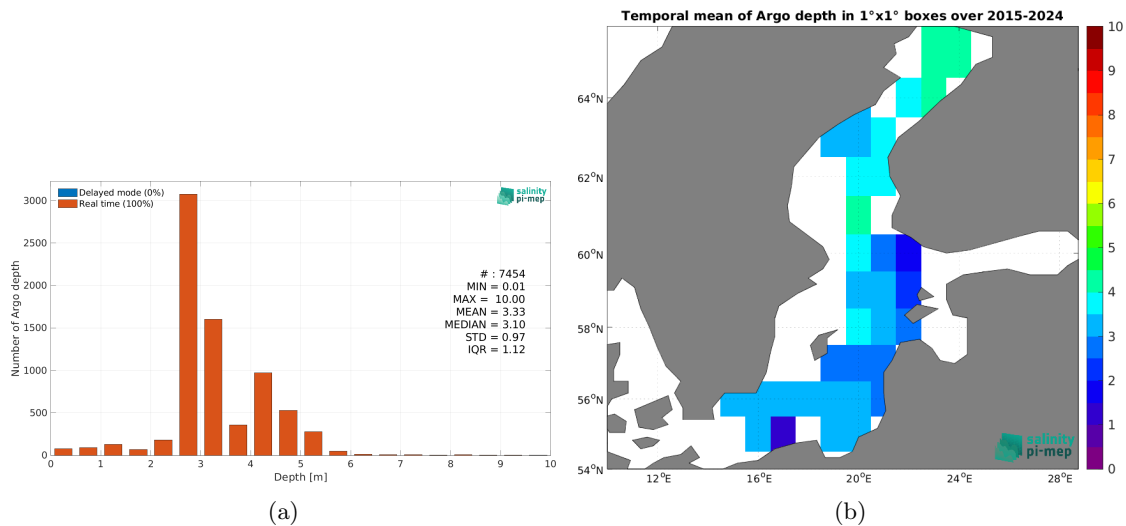 Temporal mean of Argo depth in 1°x1° boxes over 2015-2024
Delayed mode (0%)
Real time (100%)
salinity
pi-mep
# : 7454
MIN = 0.01
MAX = 10.00
MEAN = 3.33
MEDIAN = 3.10
STD = 0.97
IQR = 1.12
Number of Argo depth
3000
2500
2000
1500
1000
500
0
0 1 2 3 4 5 6 7 8 9 10
Depth [m]
(a)
64°N
62°N
60°N
58°N
56°N
54°N
12°E 16°E 20°E 24°E 28°E
salinity
pi-mep
10
9
8
7
6
5
4
3
2
1
0
(b)